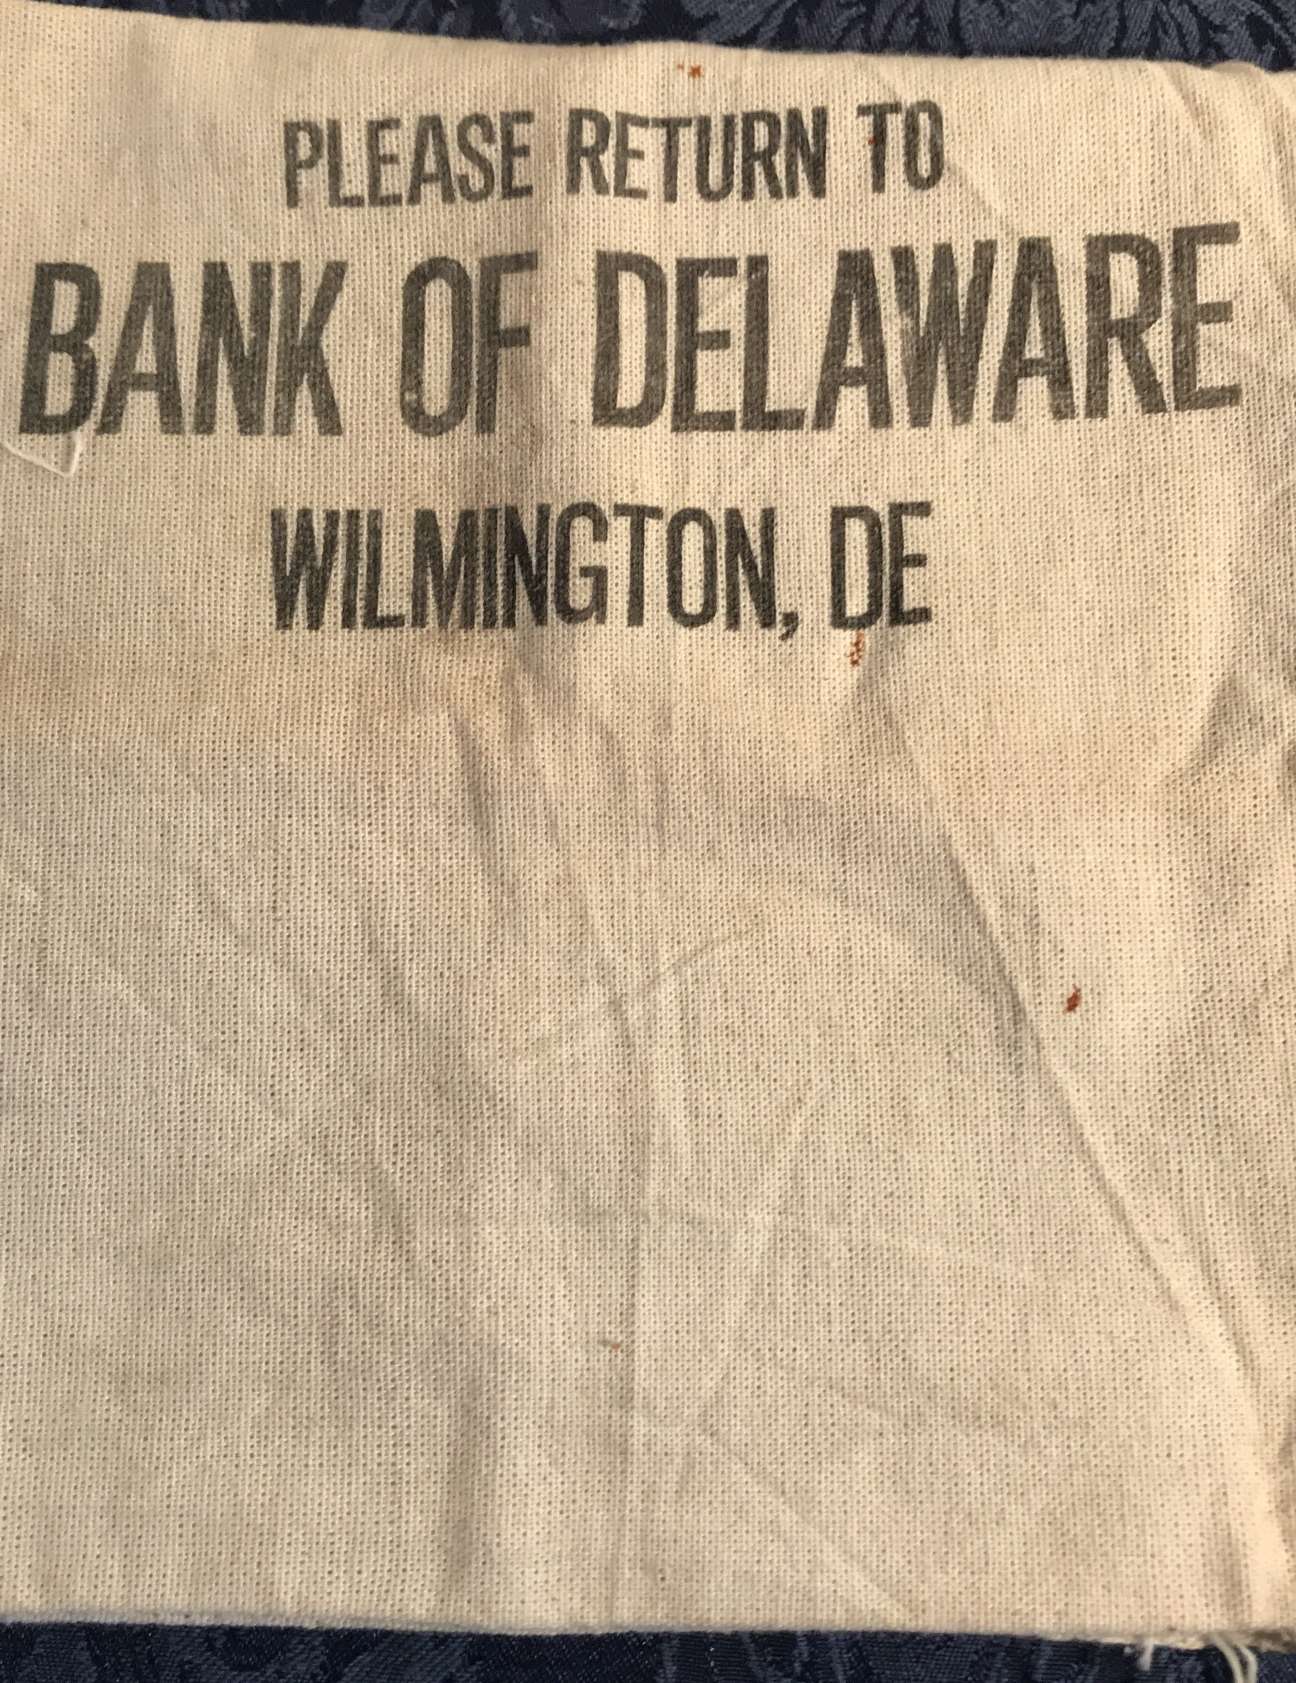 PLEASE RETURN TO
BANK OF DELAWARE
WILMINGTON, DE